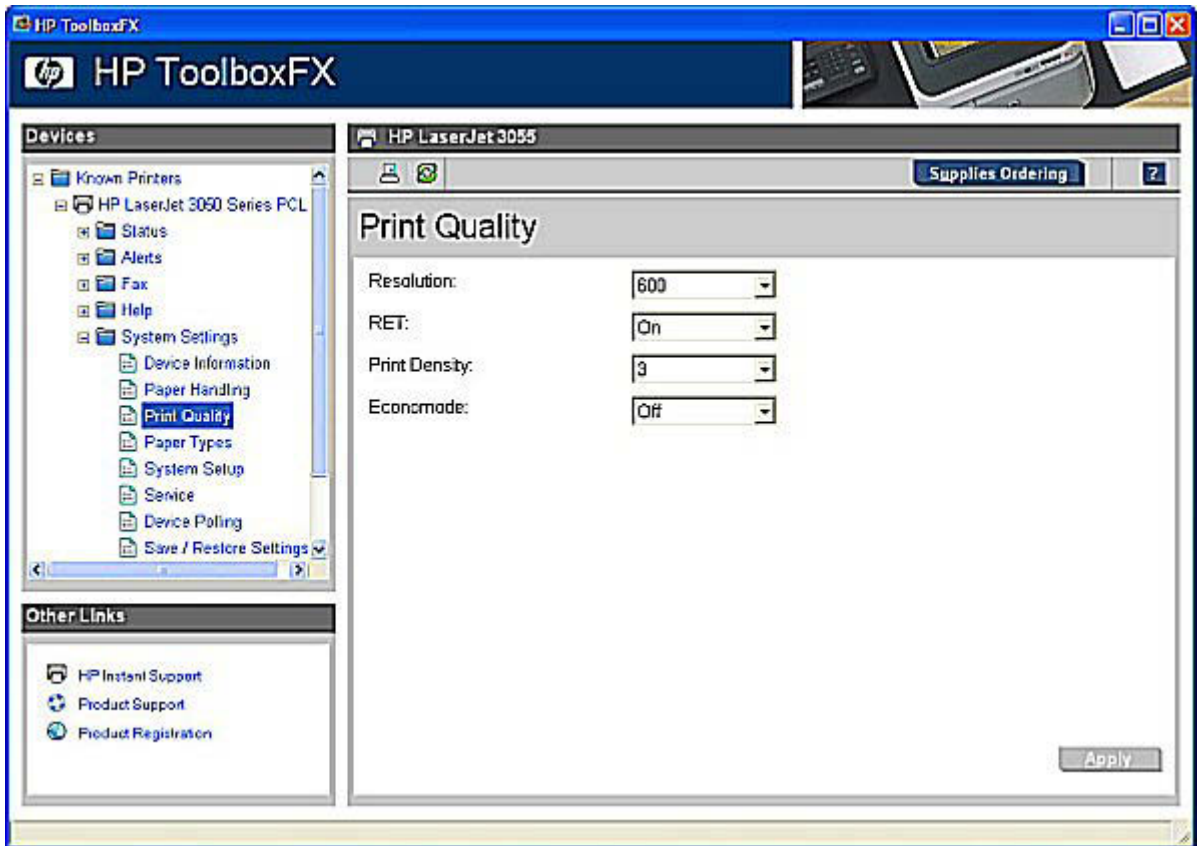 HP ToolboxFX
hp HP ToolboxFX
Devices
Known Printers
HP LaserJet 3050 Series PCL
Status
Alerts
Fax
Help
System Settings
Device Information
Paper Handling
Print Quality
Paper Types
System Setup
Service
Device Polling
Save / Restore Settings
Other Links
HP Instant Support
Product Support
Product Registration
HP LaserJet 3055
Supplies Ordering ?
Print Quality
Resolution: 600
RET: On
Print Density: 3
Economode: Off
Apply